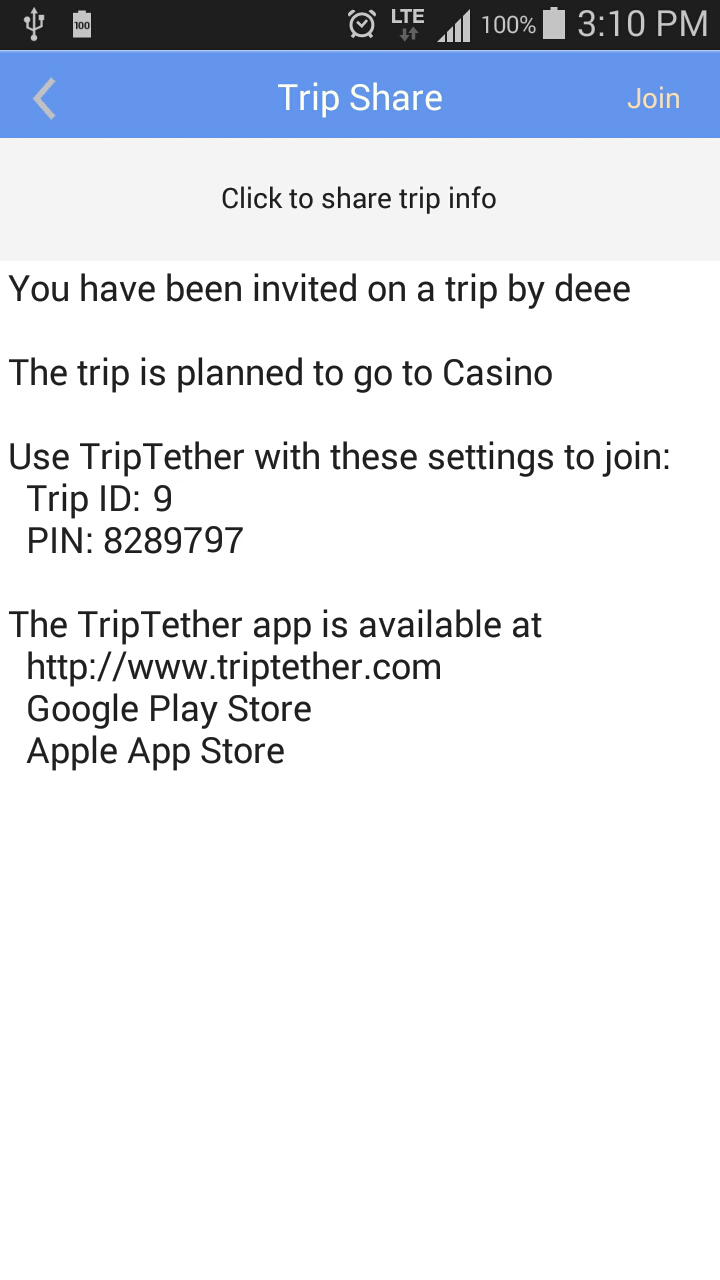 100 LTE 100% 3:10 PM
Trip Share Join
Click to share trip info
You have been invited on a trip by deee
The trip is planned to go to Casino
Use TripTether with these settings to join:
Trip ID: 9
PIN: 8289797
The TripTether app is available at
http://www.triptether.com
Google Play Store
Apple App Store